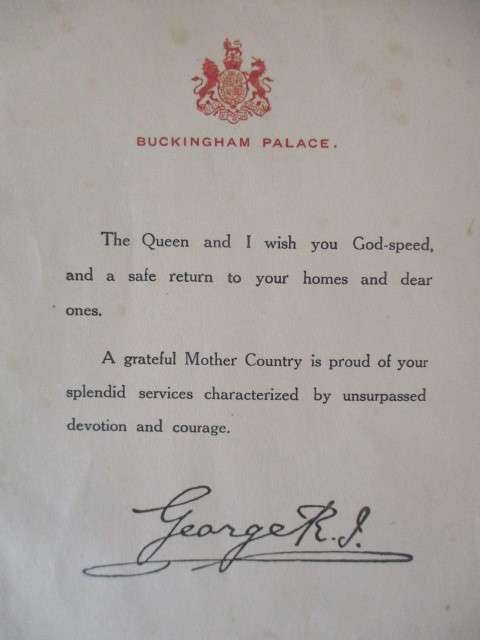 BUCKINGHAM PALACE.
The Queen and I wish you God-speed,
and a safe return to your homes and dear
ones.
A grateful Mother Country is proud of your
splendid services characterized by unsurpassed
devotion and courage.
George R.I.